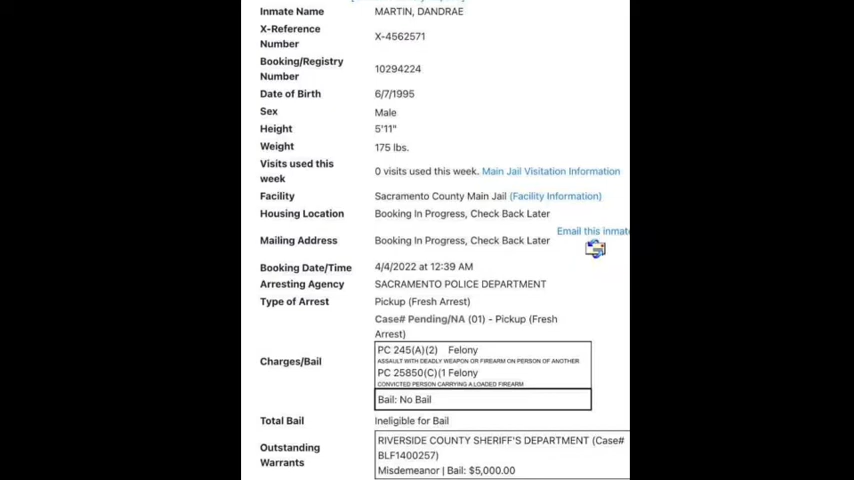 Inmate Name MARTIN, DANDRAE
X-Reference Number X-4562571
Booking/Registry Number 10294224
Date of Birth 6/7/1995
Sex Male
Height 5'11"
Weight 175 lbs.
Visits used this week 0 visits used this week. Main Jail Visitation Information
Facility Sacramento County Main Jail (Facility Information)
Housing Location Booking In Progress, Check Back Later
Email this inmate
Mailing Address Booking In Progress, Check Back Later
Booking Date/Time 4/4/2022 at 12:39 AM
Arresting Agency SACRAMENTO POLICE DEPARTMENT
Type of Arrest Pickup (Fresh Arrest)
Case# Pending/NA (01) - Pickup (Fresh
Arrest)
Charges/Bail
PC 245(A)(2) Felony
ASSAULT WITH DEADLY WEAPON OR FIREARM ON PERSON OF ANOTHER
PC 25850(C)(1 Felony
CONVICTED PERSON CARRYING A LOADED FIREARM
Bail: No Bail
Total Bail Ineligible for Bail
Outstanding Warrants
RIVERSIDE COUNTY SHERIFF'S DEPARTMENT (Case#
BLF1400257)
Misdemeanor | Bail: $5,000.00